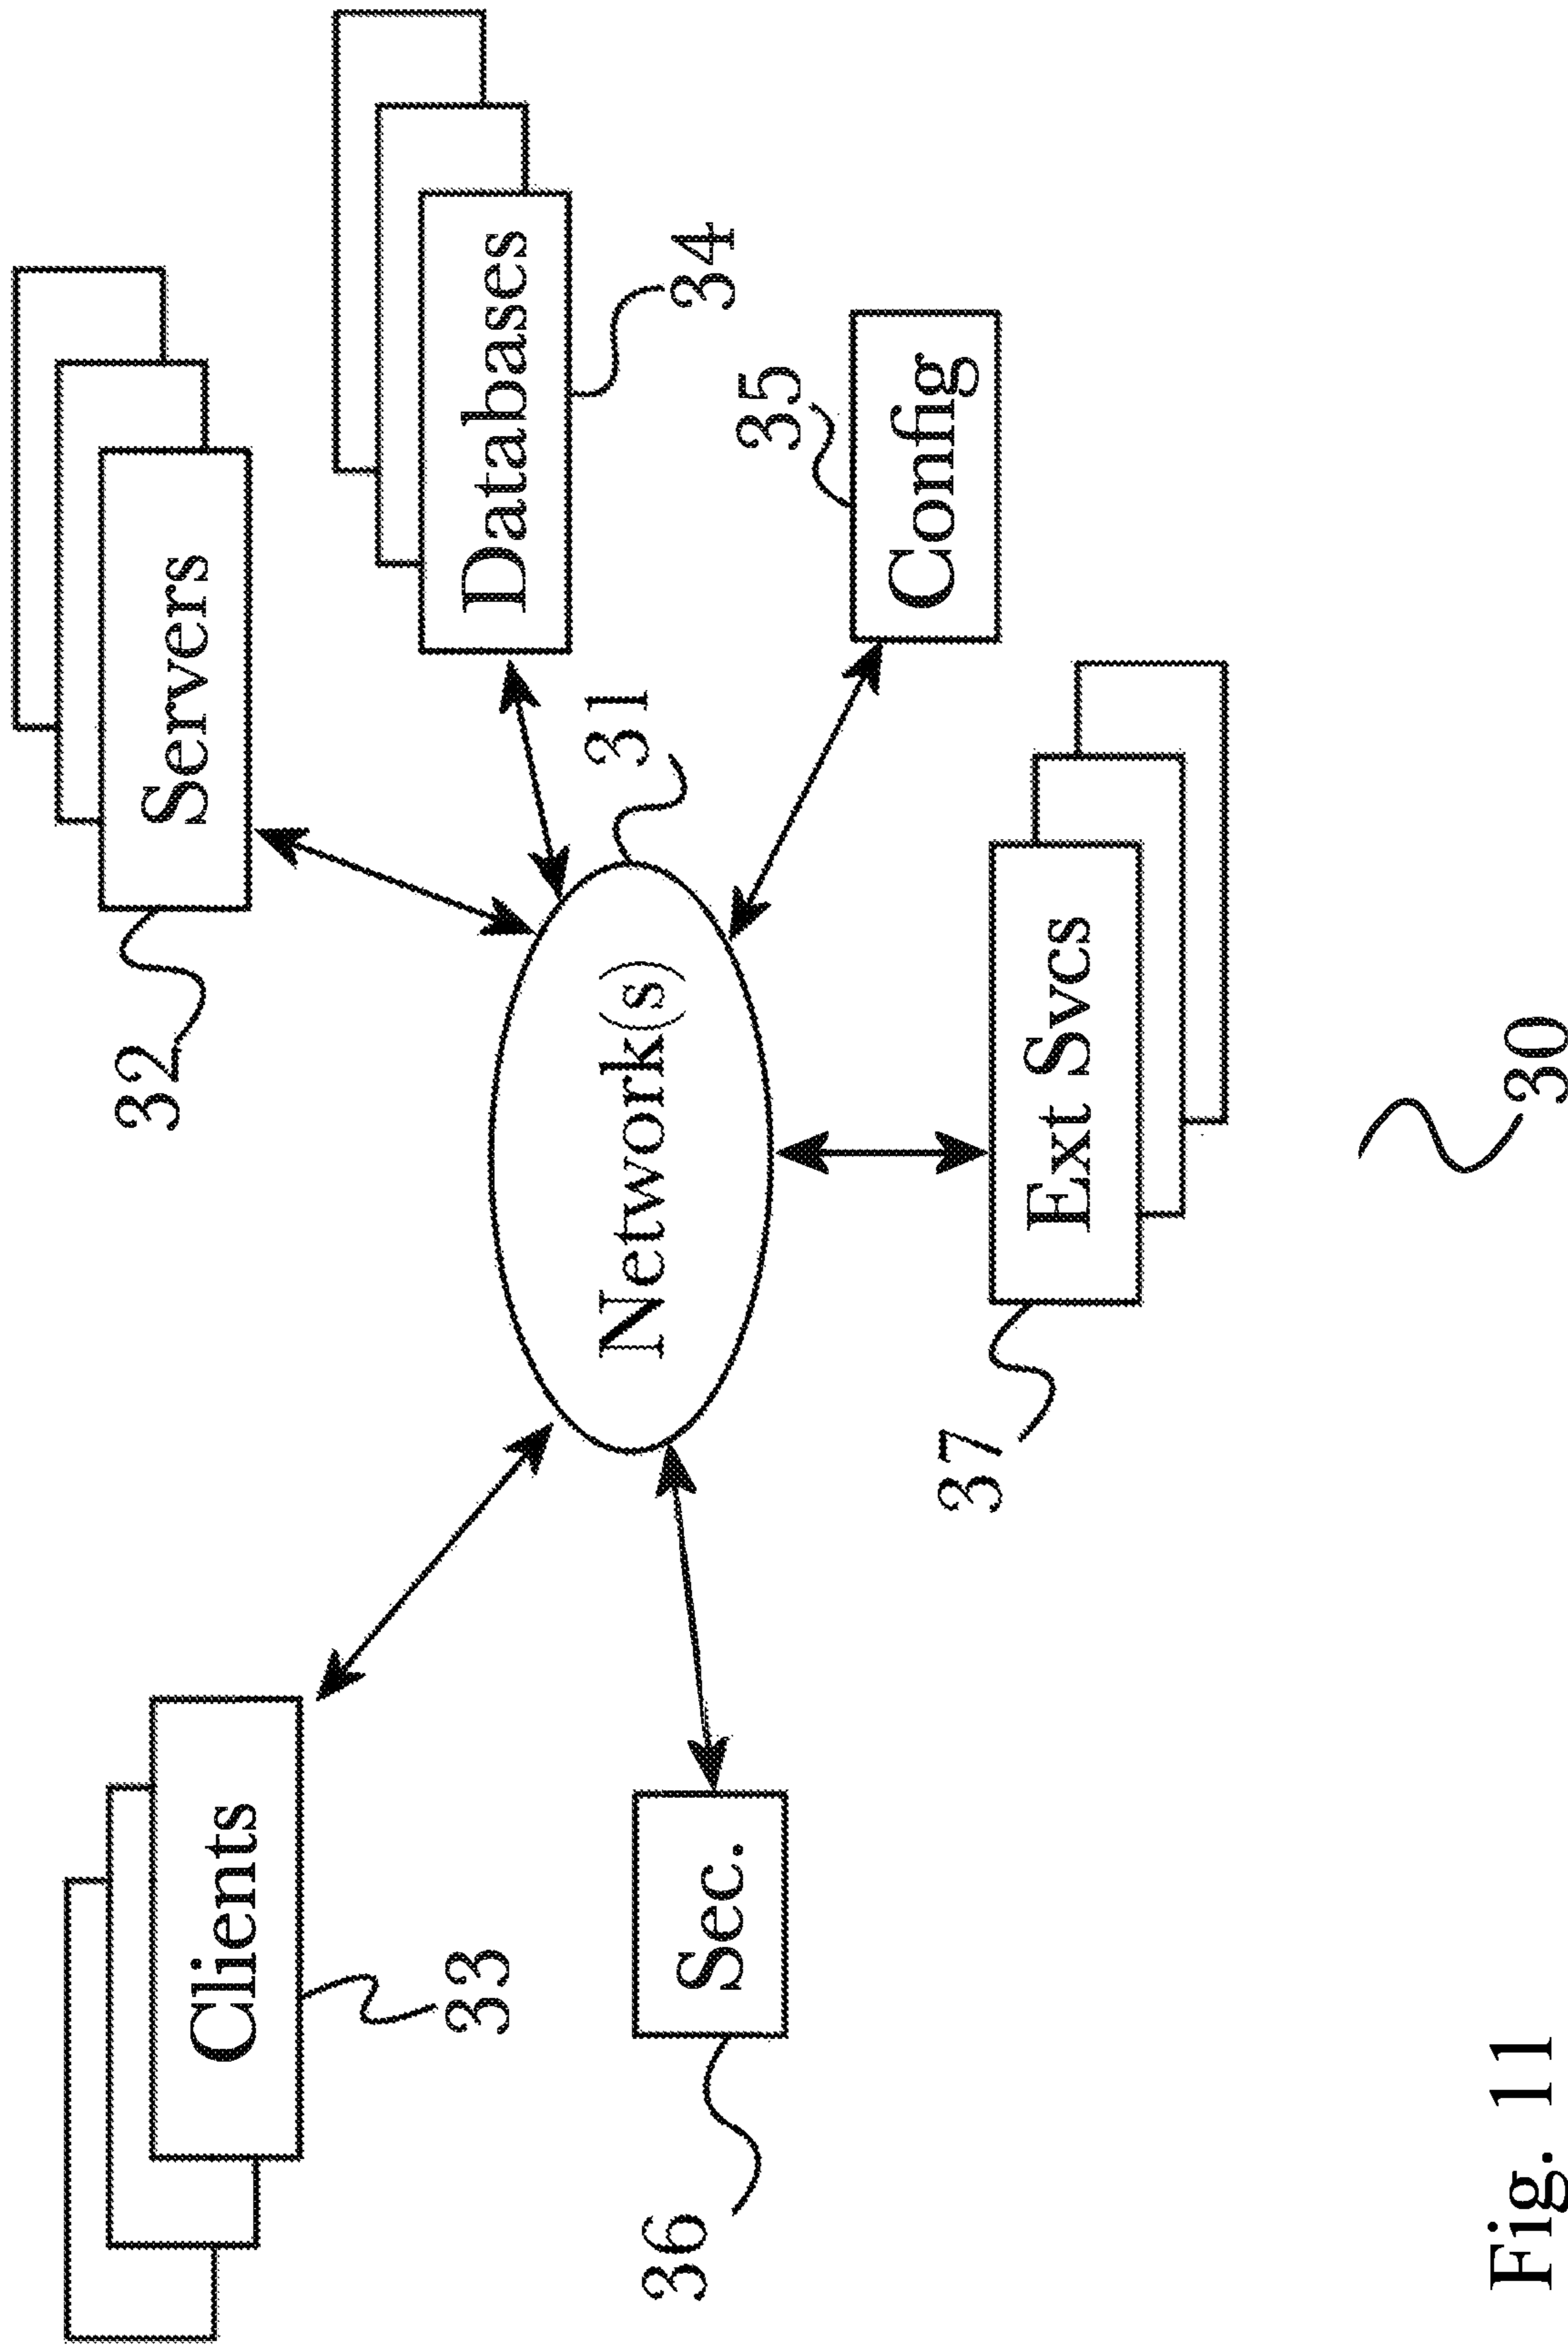 Servers
32
Clients
33
Databases
34
Network(s)
31
Sec.
36
Config
35
Ext Svcs
37
30
Fig. 11